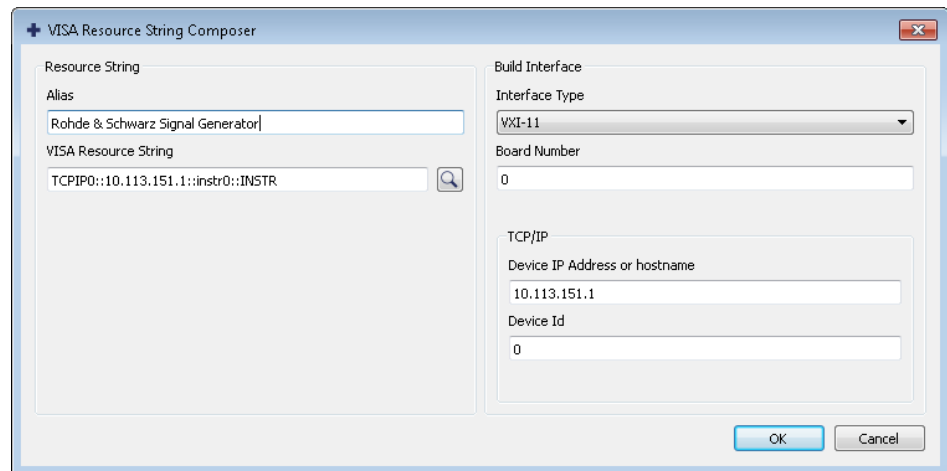 VISA Resource String Composer
Resource String
Alias
Rohde & Schwarz Signal Generator
VISA Resource String
TCPIP0::10.113.151.1::instr0::INSTR
Build Interface
Interface Type
VXI-11
Board Number
0
TCP/IP
Device IP Address or hostname
10.113.151.1
Device Id
0
OK
Cancel